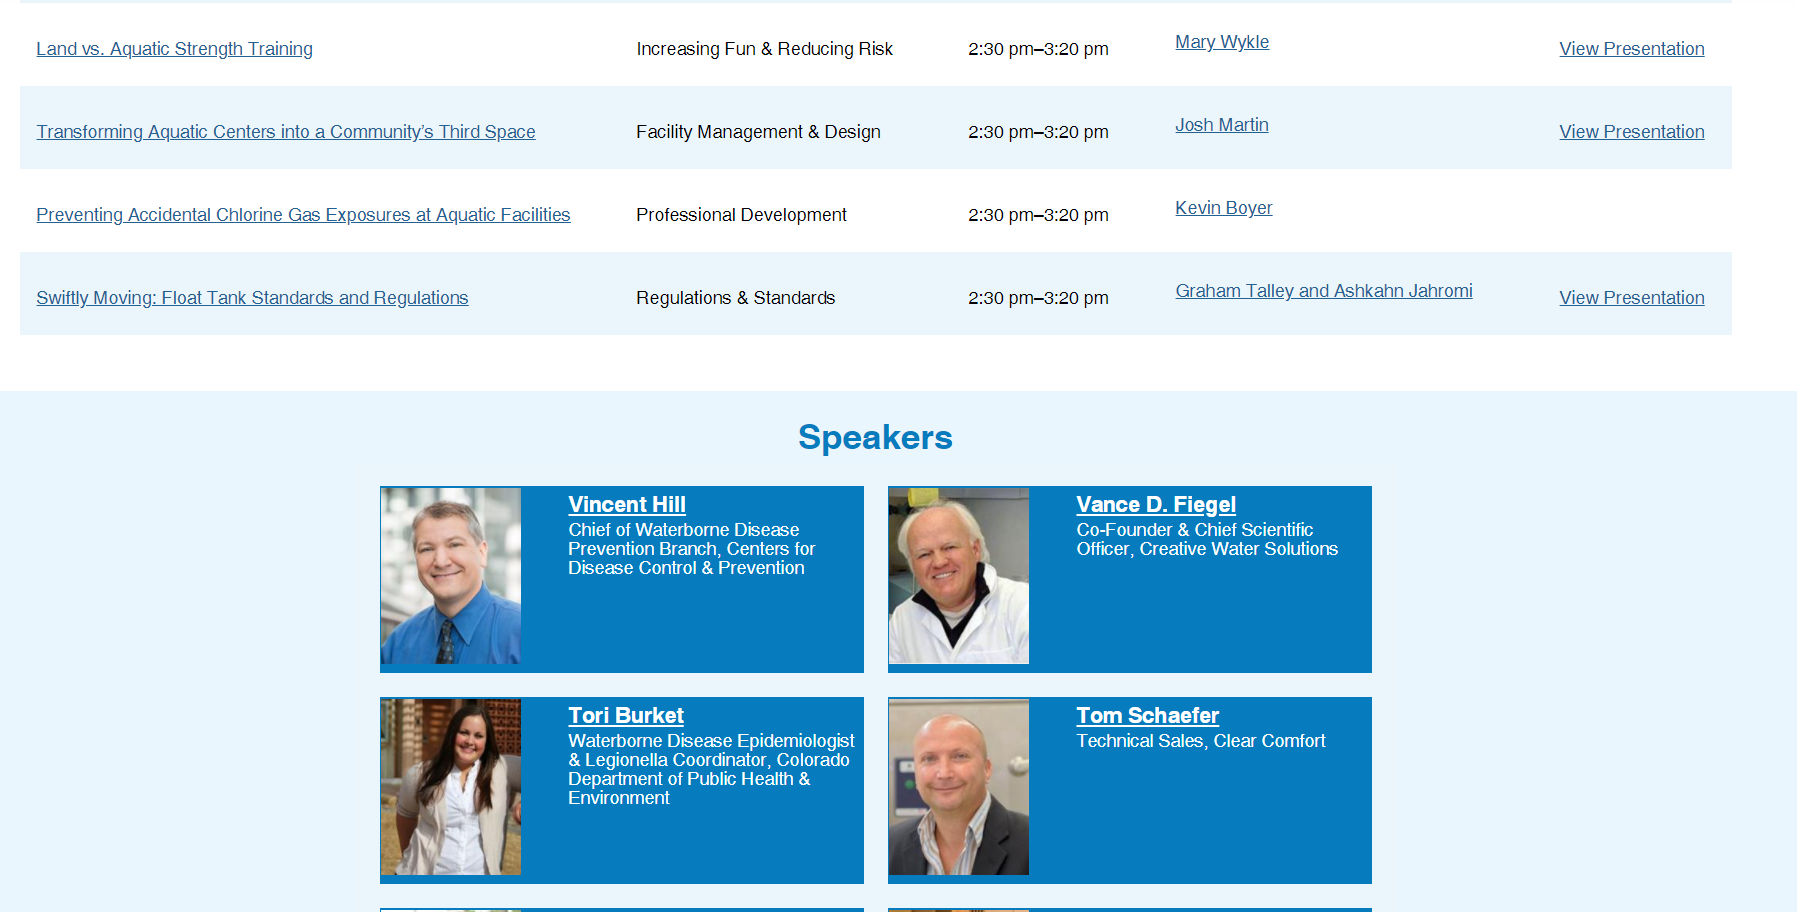 Land vs. Aquatic Strength Training Increasing Fun & Reducing Risk 2:30 pm–3:20 pm Mary Wykle View Presentation
Transforming Aquatic Centers into a Community’s Third Space Facility Management & Design 2:30 pm–3:20 pm Josh Martin View Presentation
Preventing Accidental Chlorine Gas Exposures at Aquatic Facilities Professional Development 2:30 pm–3:20 pm Kevin Boyer
Swiftly Moving: Float Tank Standards and Regulations Regulations & Standards 2:30 pm–3:20 pm Graham Talley and Ashkahn Jahromi View Presentation
Speakers
Vincent Hill
Chief of Waterborne Disease
Prevention Branch, Centers for
Disease Control & Prevention
Vance D. Fiegel
Co-Founder & Chief Scientific
Officer, Creative Water Solutions
Tori Burket
Waterborne Disease Epidemiologist
& Legionella Coordinator, Colorado
Department of Public Health &
Environment
Tom Schaefer
Technical Sales, Clear Comfort